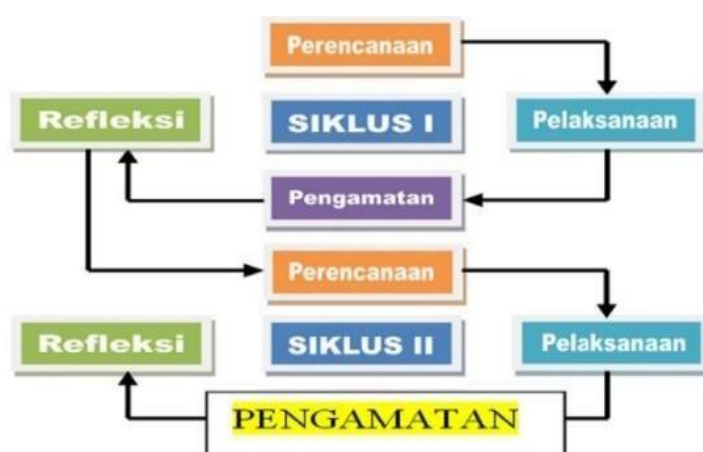 Perencanaan
Refleksi
SIKLUS I
Pelaksanaan
Pengamatan
Perencanaan
Refleksi
SIKLUS II
Pelaksanaan
PENGAMATAN